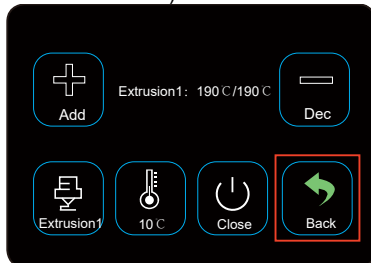 Extrusion1: 190℃/190℃
Add
Dec
Extrusion1
10℃
Close
Back